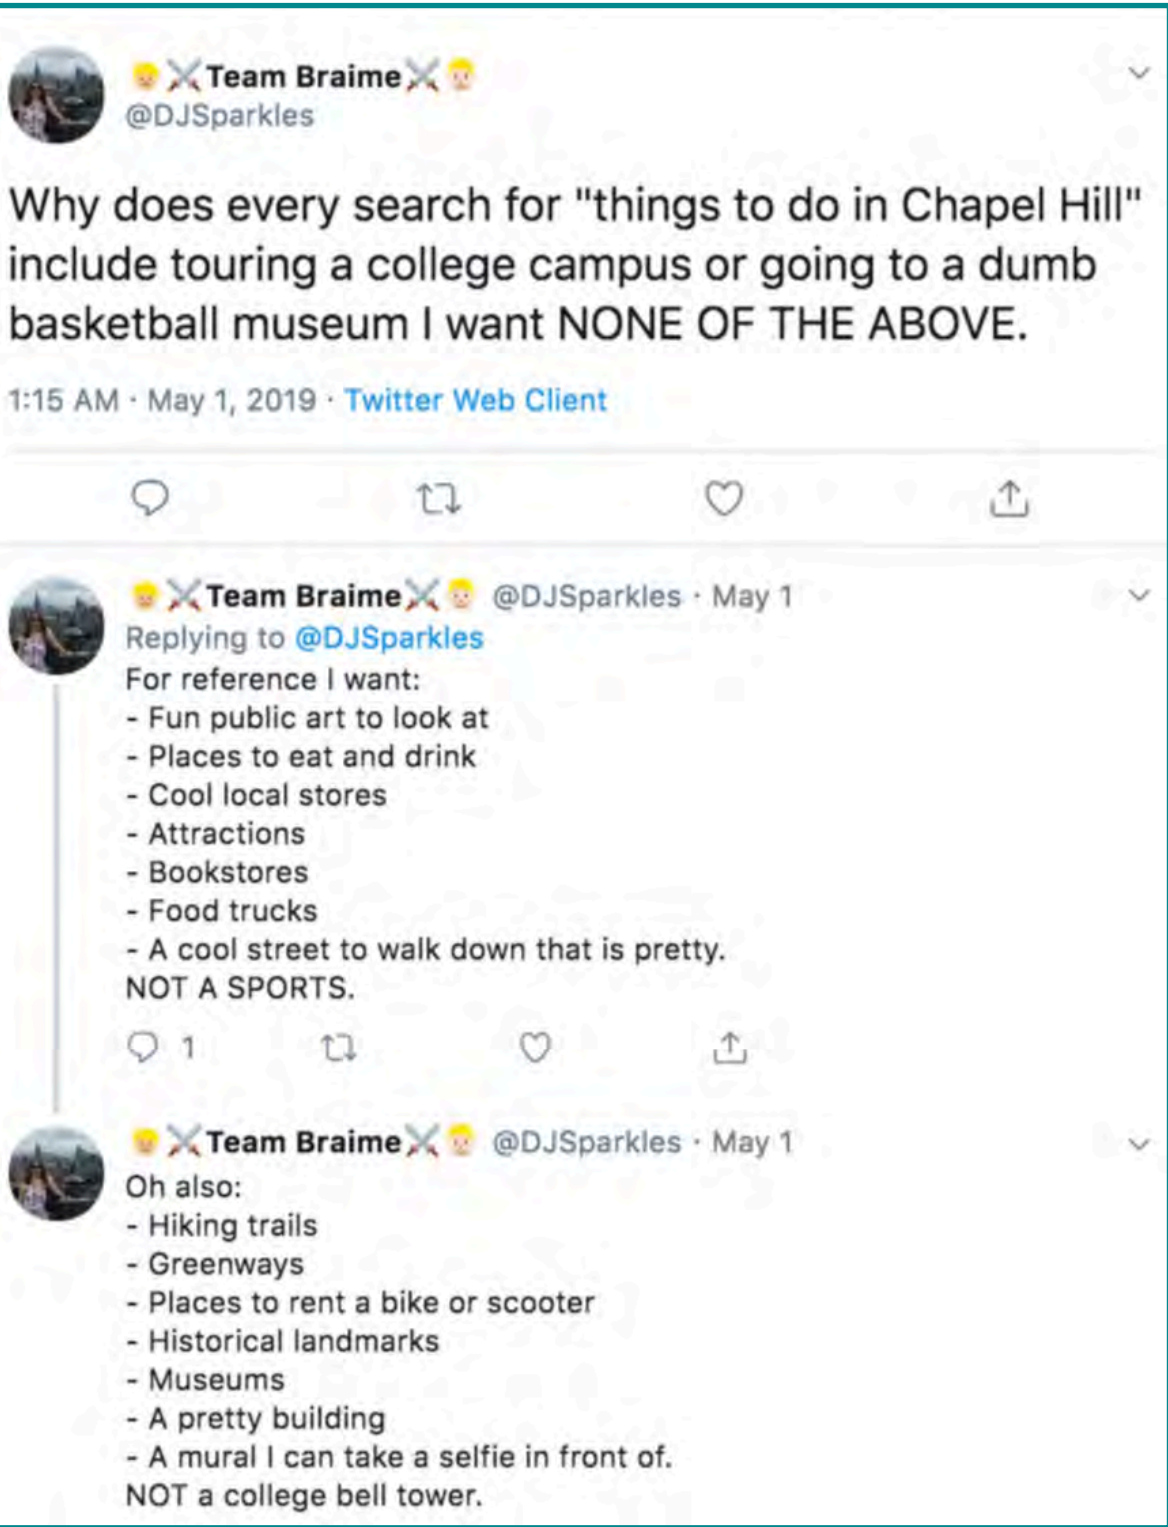 👱⚔️Team Braime⚔️👱
@DJSparkles
Why does every search for "things to do in Chapel Hill"
include touring a college campus or going to a dumb
basketball museum I want NONE OF THE ABOVE.
1:15 AM · May 1, 2019 · Twitter Web Client
👱⚔️Team Braime⚔️👱 @DJSparkles · May 1
Replying to @DJSparkles
For reference I want:
- Fun public art to look at
- Places to eat and drink
- Cool local stores
- Attractions
- Bookstores
- Food trucks
- A cool street to walk down that is pretty.
NOT A SPORTS.
1
👱⚔️Team Braime⚔️👱 @DJSparkles · May 1
Oh also:
- Hiking trails
- Greenways
- Places to rent a bike or scooter
- Historical landmarks
- Museums
- A pretty building
- A mural I can take a selfie in front of.
NOT a college bell tower.